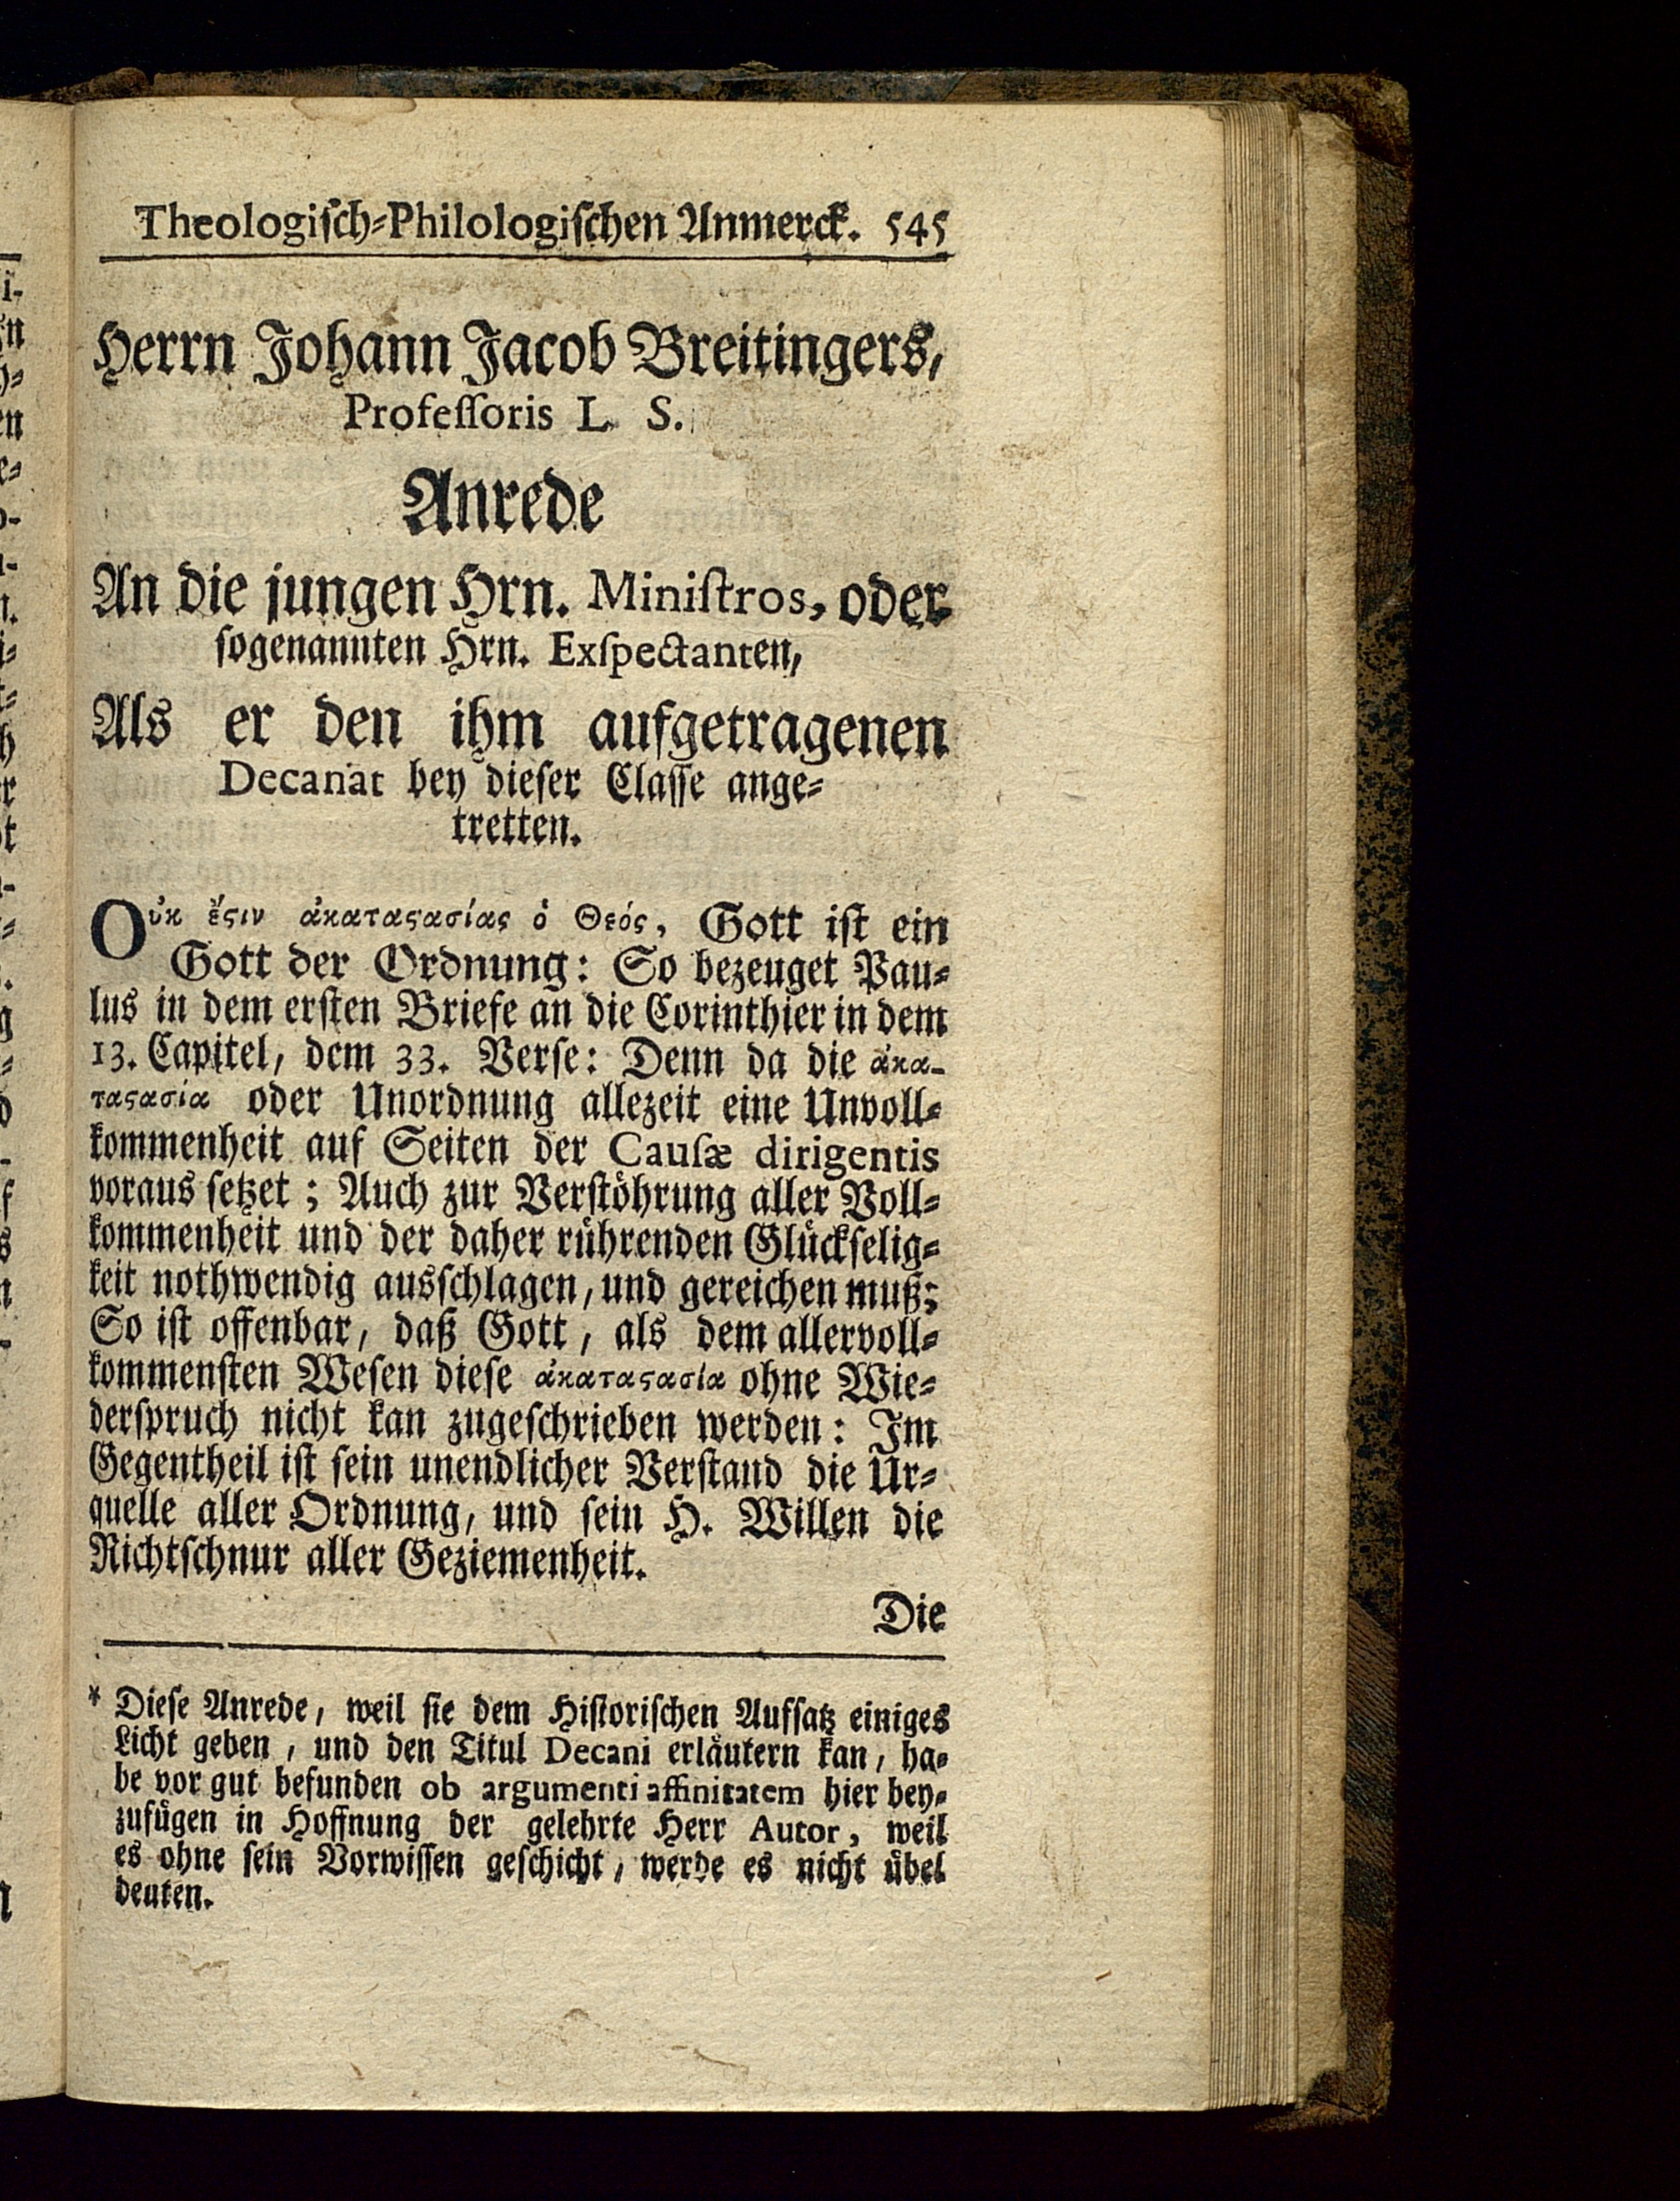 Theologisch-Philologischen Anmerck. 545
Herrn Johann Jacob Breitingers,
Professoris L. S.
Anrede
An die jungen Hrn. Ministros, oder
sogenannten Hrn. Exspectanten,
Als er den ihm aufgetragenen
Decanat bey dieser Classe ange-
tretten.
Οὐκ ἔϛιν ἀκαταϛασίας ὁ Θεός, Gott ist ein
Gott der Ordnung: So bezeuget Pau-
lus in dem ersten Briefe an die Corinthier in dem
13. Capitel, dem 33. Verse: Denn da die ἀκα-
ταϛασία oder Unordnung allezeit eine Unvoll-
kommenheit auf Seiten der Causæ dirigentis
voraus setzet; Auch zur Verstöhrung aller Voll-
kommenheit und der daher rührenden Glückselig-
keit nothwendig ausschlagen, und gereichen muß;
So ist offenbar, daß Gott, als dem allervoll-
kommensten Wesen diese ἀκαταϛασία ohne Wie-
derspruch nicht kan zugeschrieben werden: Im
Gegentheil ist sein unendlicher Verstand die Ur-
quelle aller Ordnung, und sein H. Willen die
Richtschnur aller Geziemenheit.
Die
* Diese Anrede, weil sie dem Historischen Aufsatz einiges
Licht geben, und den Titul Decani erläutern kan, ha-
be vor gut befunden ob argumenti affinitatem hier bey-
zufügen in Hoffnung der gelehrte Herr Autor, weil
es ohne sein Vorwissen geschicht, werde es nicht übel
deuten.